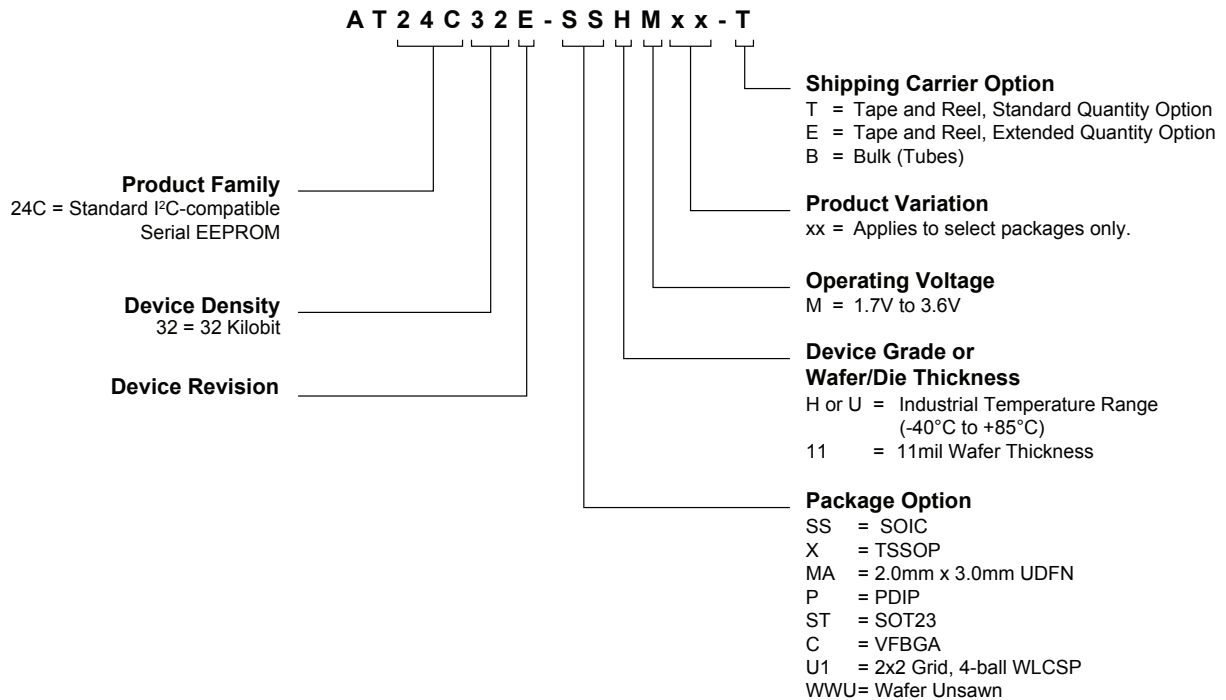 AT24C32E-SSHMxx-T
Product Family
24C = Standard I²C-compatible
Serial EEPROM
Device Density
32 = 32 Kilobit
Device Revision
Shipping Carrier Option
T = Tape and Reel, Standard Quantity Option
E = Tape and Reel, Extended Quantity Option
B = Bulk (Tubes)
Product Variation
xx = Applies to select packages only.
Operating Voltage
M = 1.7V to 3.6V
Device Grade or
Wafer/Die Thickness
H or U = Industrial Temperature Range
(-40°C to +85°C)
11 = 11mil Wafer Thickness
Package Option
SS = SOIC
X = TSSOP
MA = 2.0mm x 3.0mm UDFN
P = PDIP
ST = SOT23
C = VFBGA
U1 = 2x2 Grid, 4-ball WLCSP
WWU= Wafer Unsawn